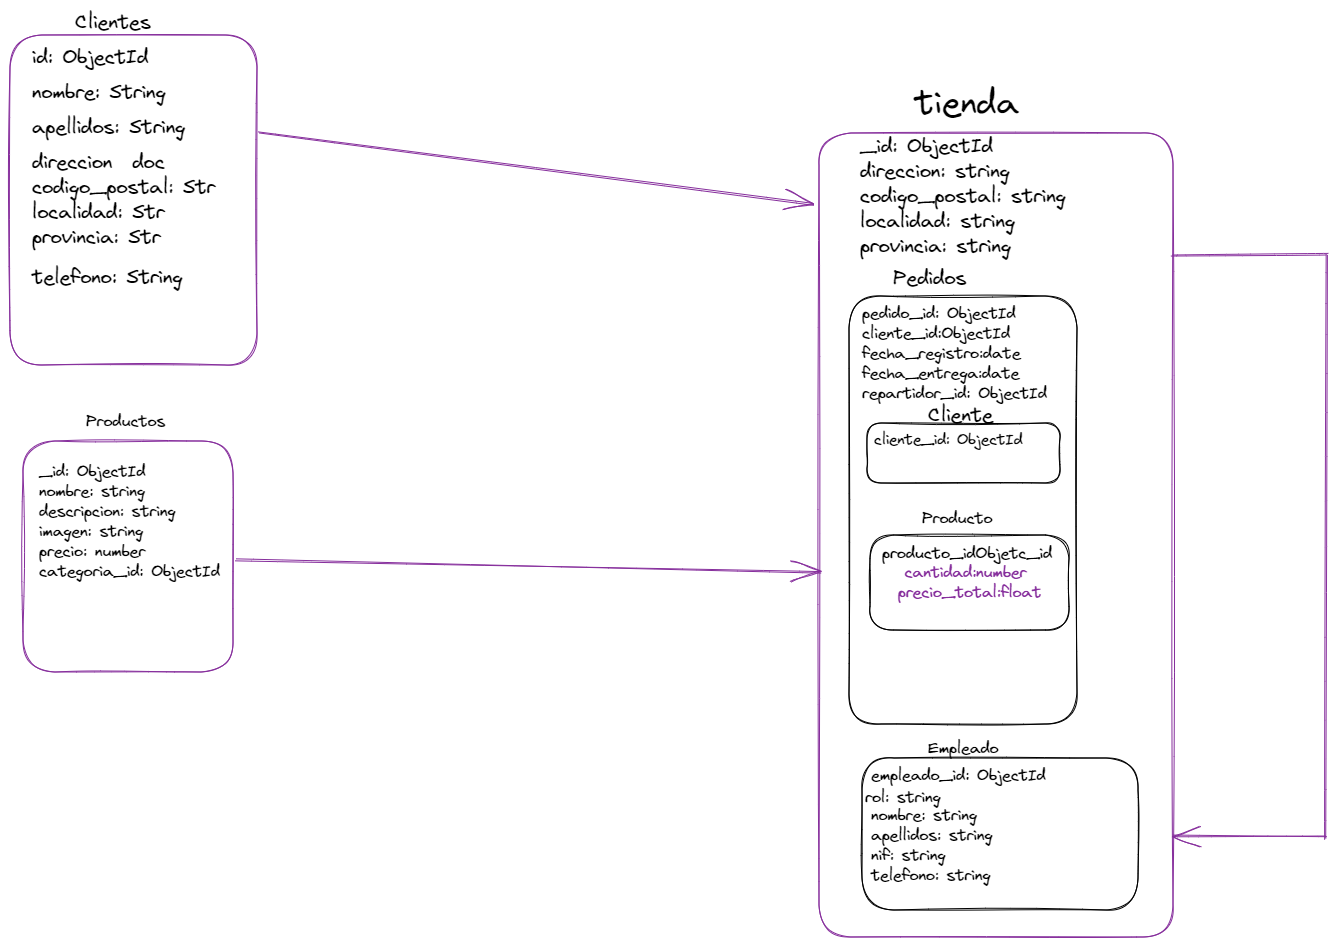 Clientes
id: ObjectId
nombre: String
apellidos: String
direccion doc
codigo_postal: Str
localidad: Str
provincia: Str
telefono: String
Productos
_id: ObjectId
nombre: string
descripcion: string
imagen: string
precio: number
categoria_id: ObjectId
tienda
_id: ObjectId
direccion: string
codigo_postal: string
localidad: string
provincia: string
Pedidos
pedido_id: ObjectId
cliente_id:ObjectId
fecha_registro:date
fecha_entrega:date
repartidor_id: ObjectId
Cliente
cliente_id: ObjectId
Producto
producto_idObjetc_id
cantidad:number
precio_total:float
Empleado
empleado_id: ObjectId
rol: string
nombre: string
apellidos: string
nif: string
telefono: string